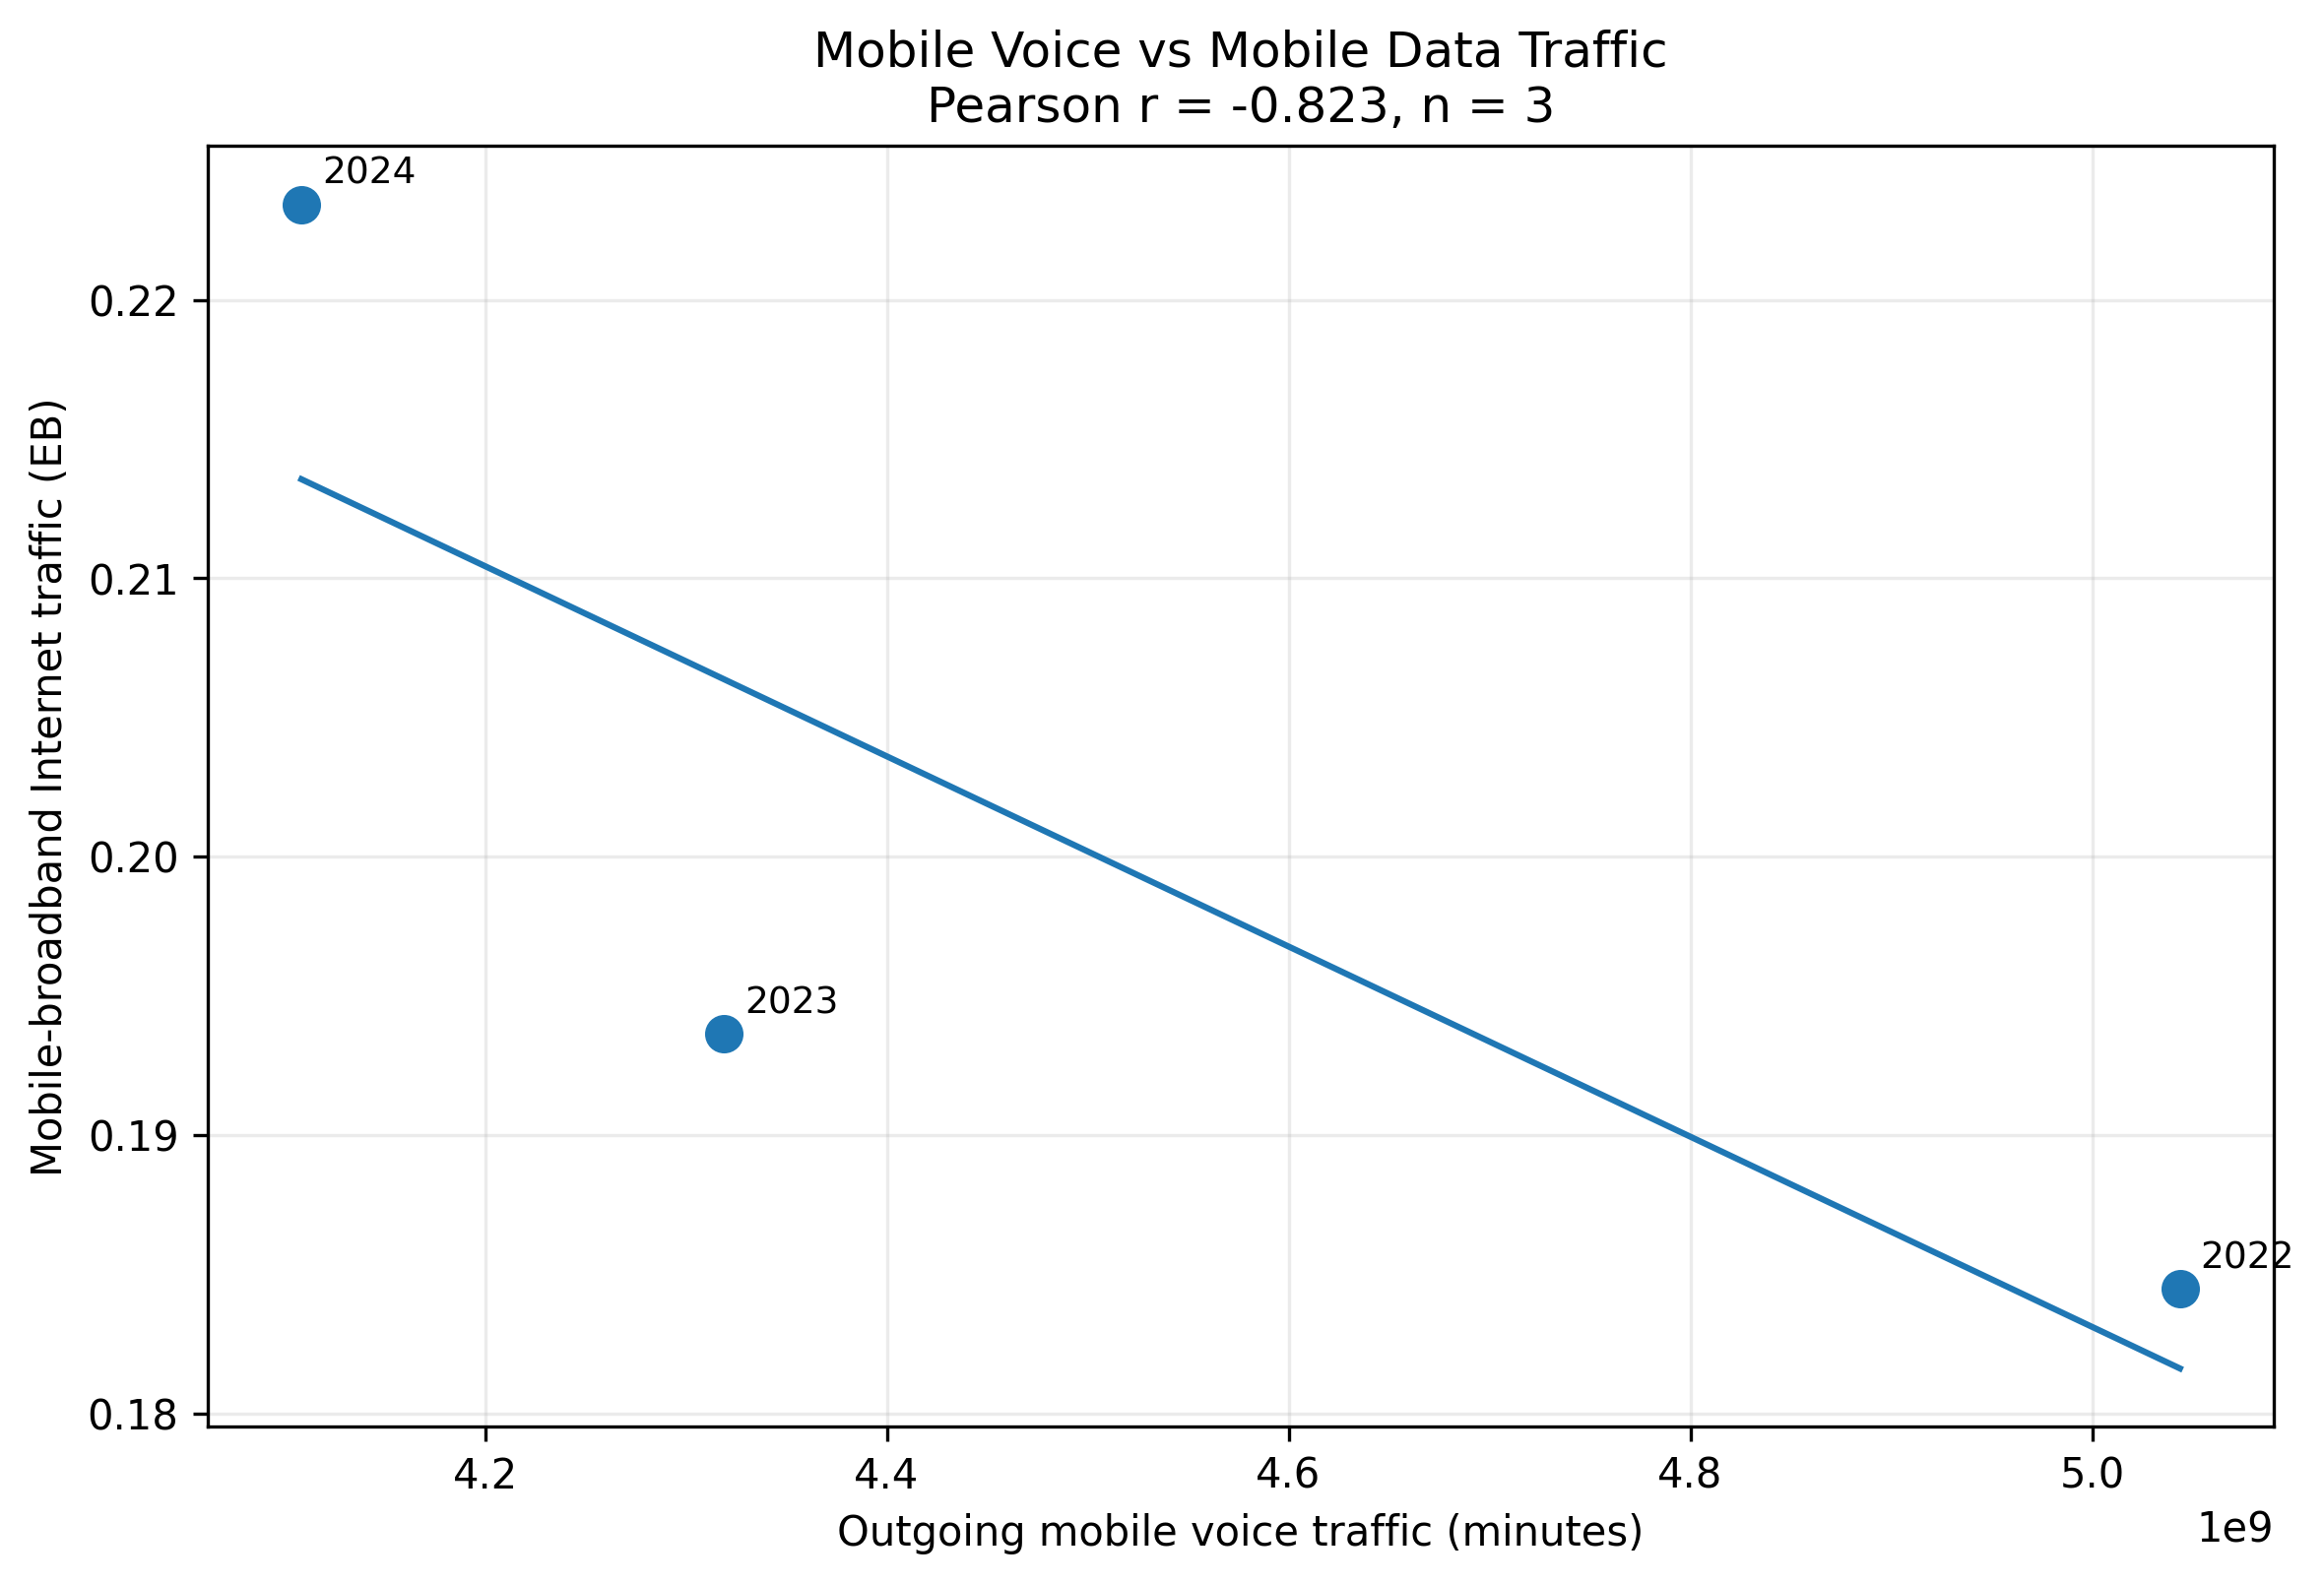 Mobile Voice vs Mobile Data Traffic
Pearson r = -0.823, n = 3
2024
0.22
0.21
0.20
2023
0.19
2022
0.18
Mobile-broadband Internet traffic (EB)
4.2
4.4
4.6
4.8
5.0
1e9
Outgoing mobile voice traffic (minutes)